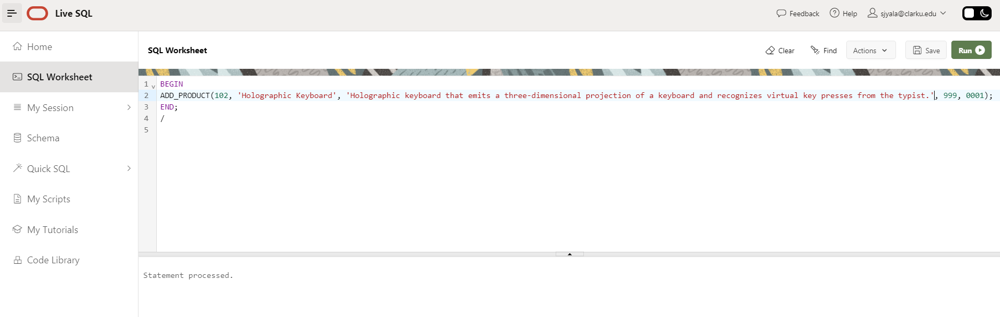 Live SQL
Feedback
Help
sjyala@clarku.edu
Home
SQL Worksheet
My Session
Schema
Quick SQL
My Scripts
My Tutorials
Code Library
SQL Worksheet
Clear
Find
Actions
Save
Run
1 BEGIN
2 ADD_PRODUCT(102, 'Holographic Keyboard', 'Holographic keyboard that emits a three-dimensional projection of a keyboard and recognizes virtual key presses from the typist.', 999, 0001);
3 END;
4 /
5
Statement processed.